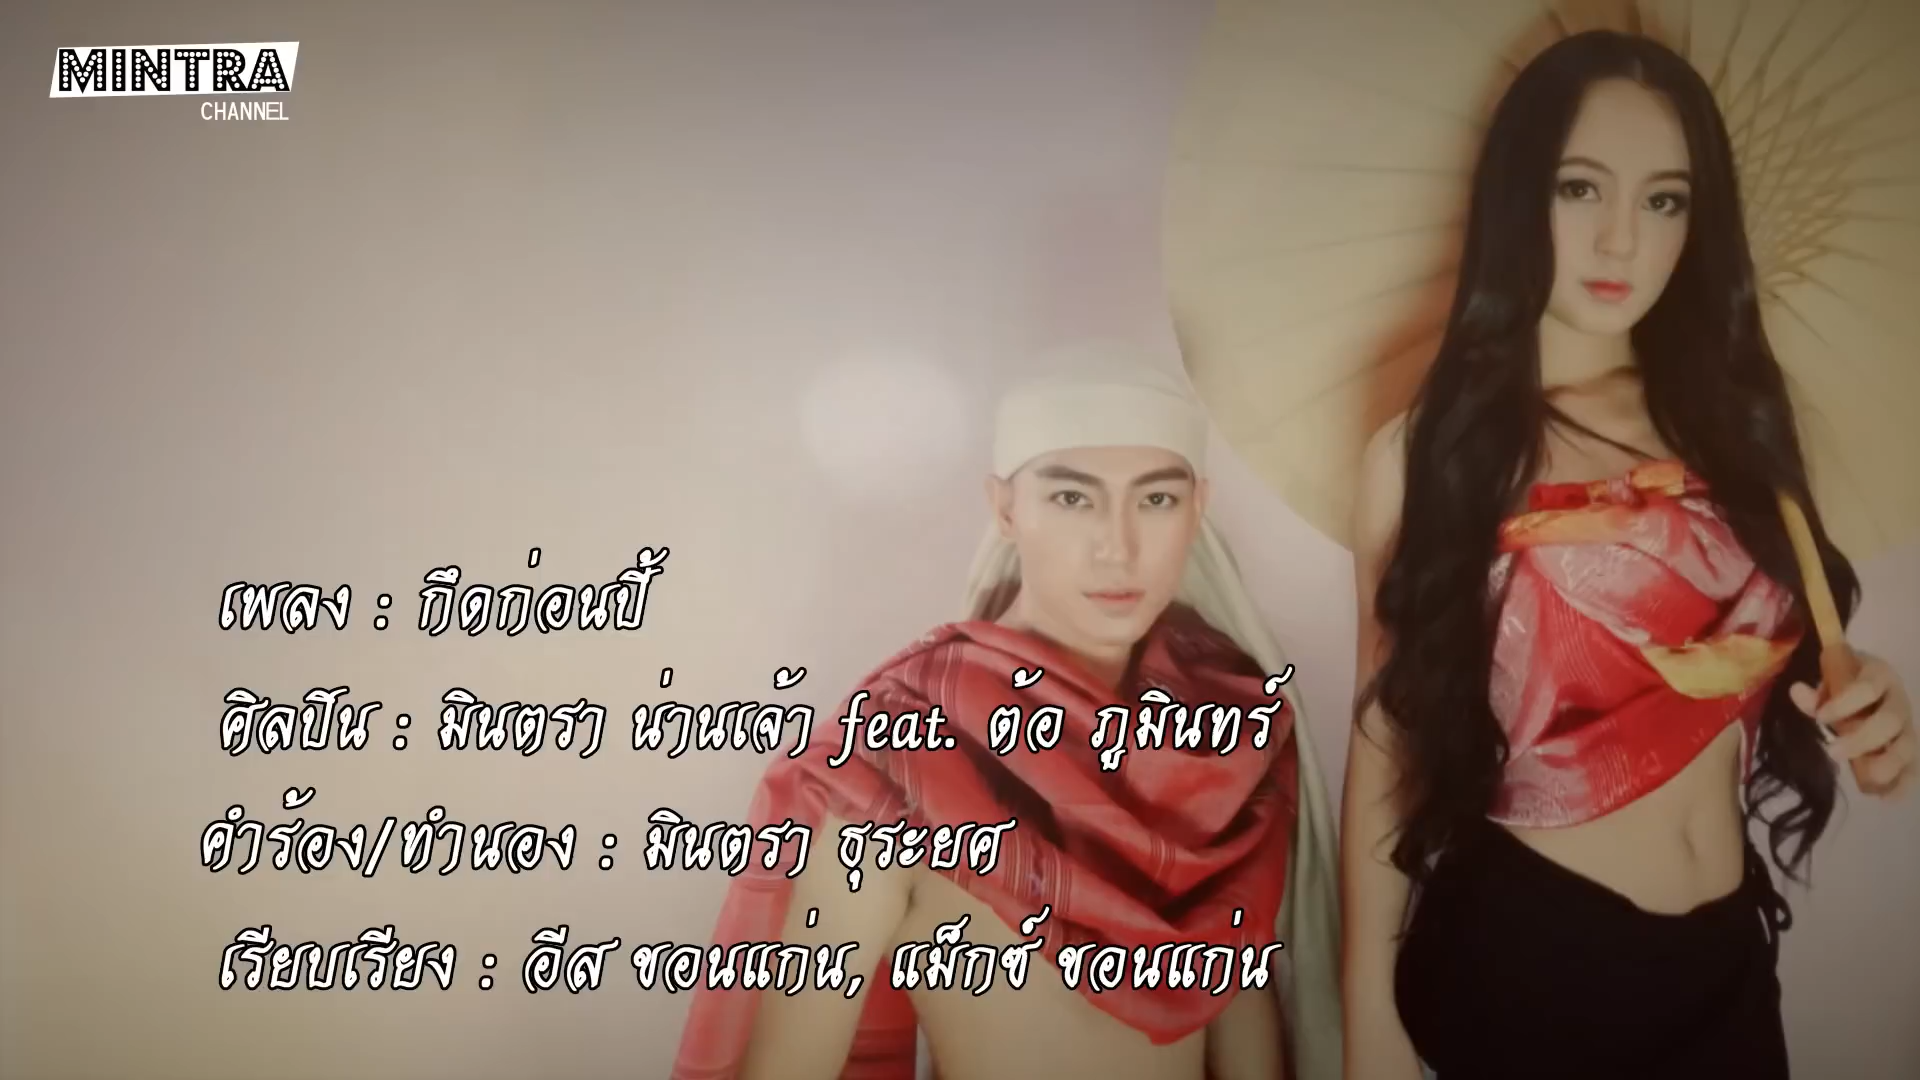 MINTRA
CHANNEL
เพลง : กึดก่อนปี้
ศิลปิน : มินตรา น่านเจ้า feat. ต้อ ภูมินทร์
คำร้อง/ทำนอง : มินตรา ธุระยศ
เรียบเรียง : อีส ขอนแก่น, แม็กซ์ ขอนแก่น